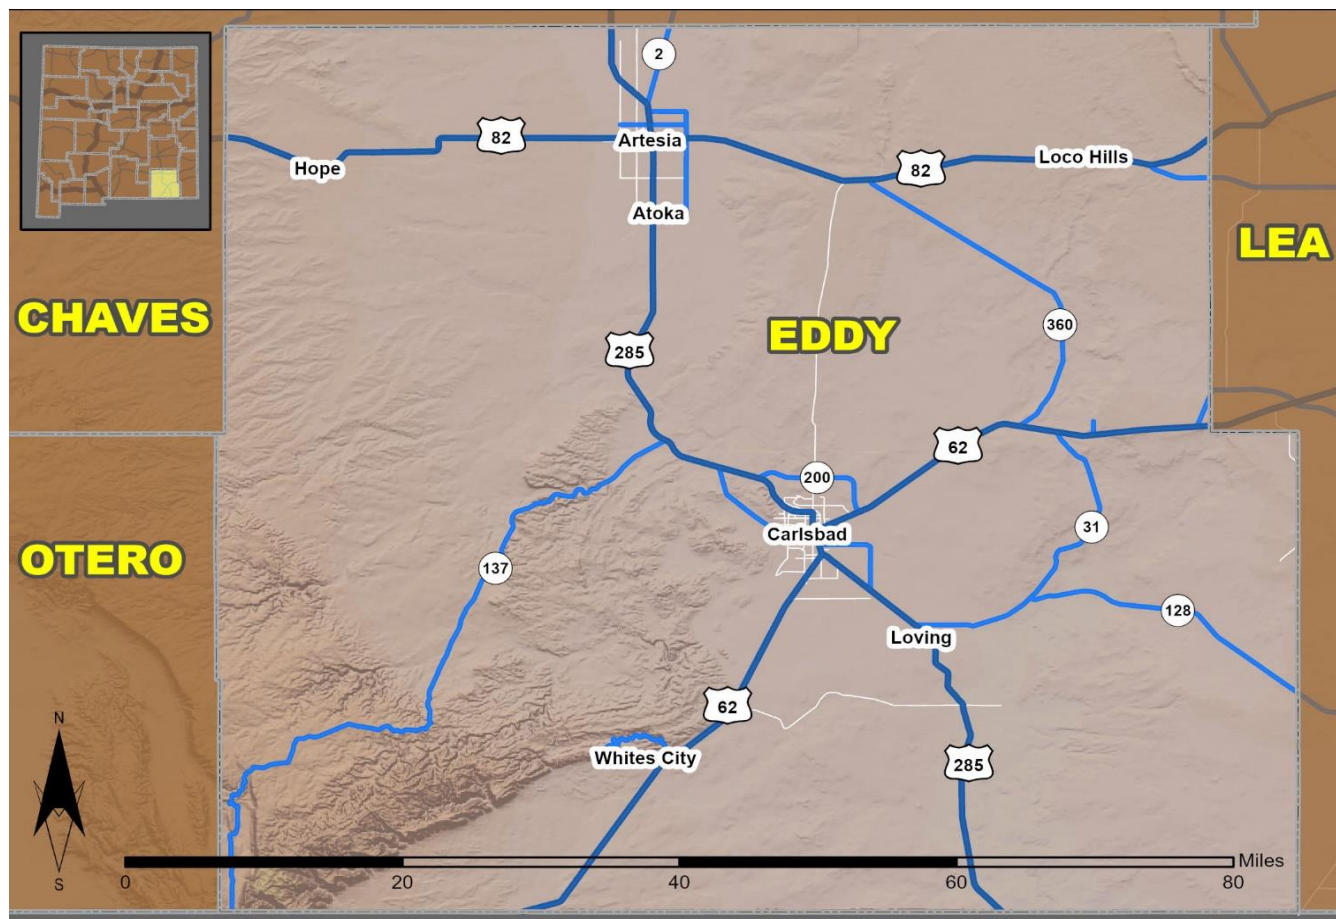 2
82
Artesia
Hope
82
Loco Hills
Atoka
LEA
CHAVES
EDDY
360
285
62
200
Carlsbad
31
OTERO
137
128
Loving
62
Whites City
285
N
S
0
20
40
60
80
Miles